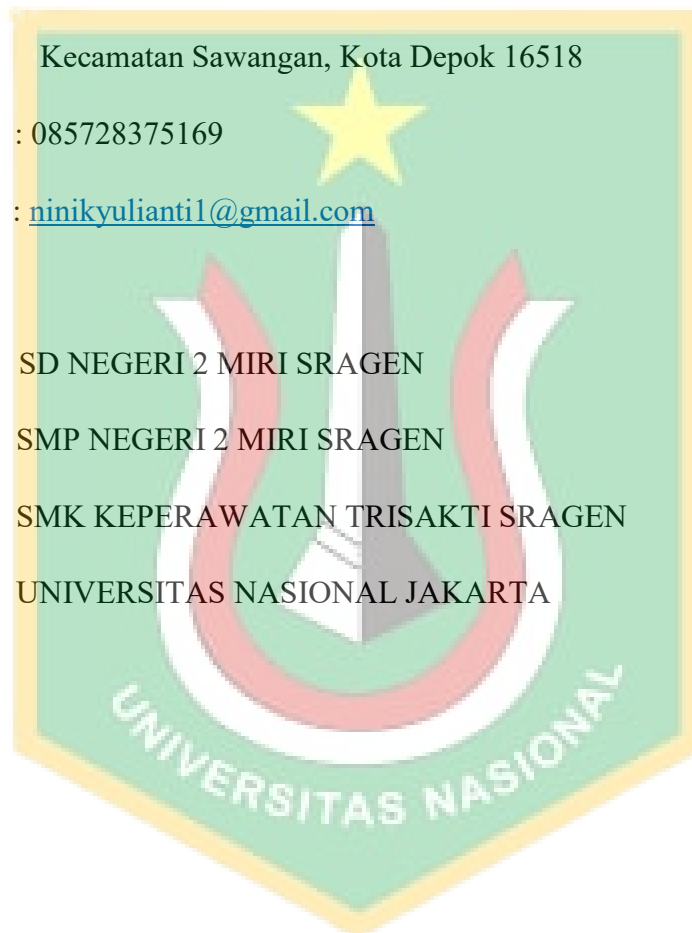 Kecamatan Sawangan, Kota Depok 16518
: 085728375169
: ninikyulianti1@gmail.com
SD NEGERI 2 MIRI SRAGEN
SMP NEGERI 2 MIRI SRAGEN
SMK KEPERAWATAN TRISAKTI SRAGEN
UNIVERSITAS NASIONAL JAKARTA
UNIVERSITAS NASIONAL